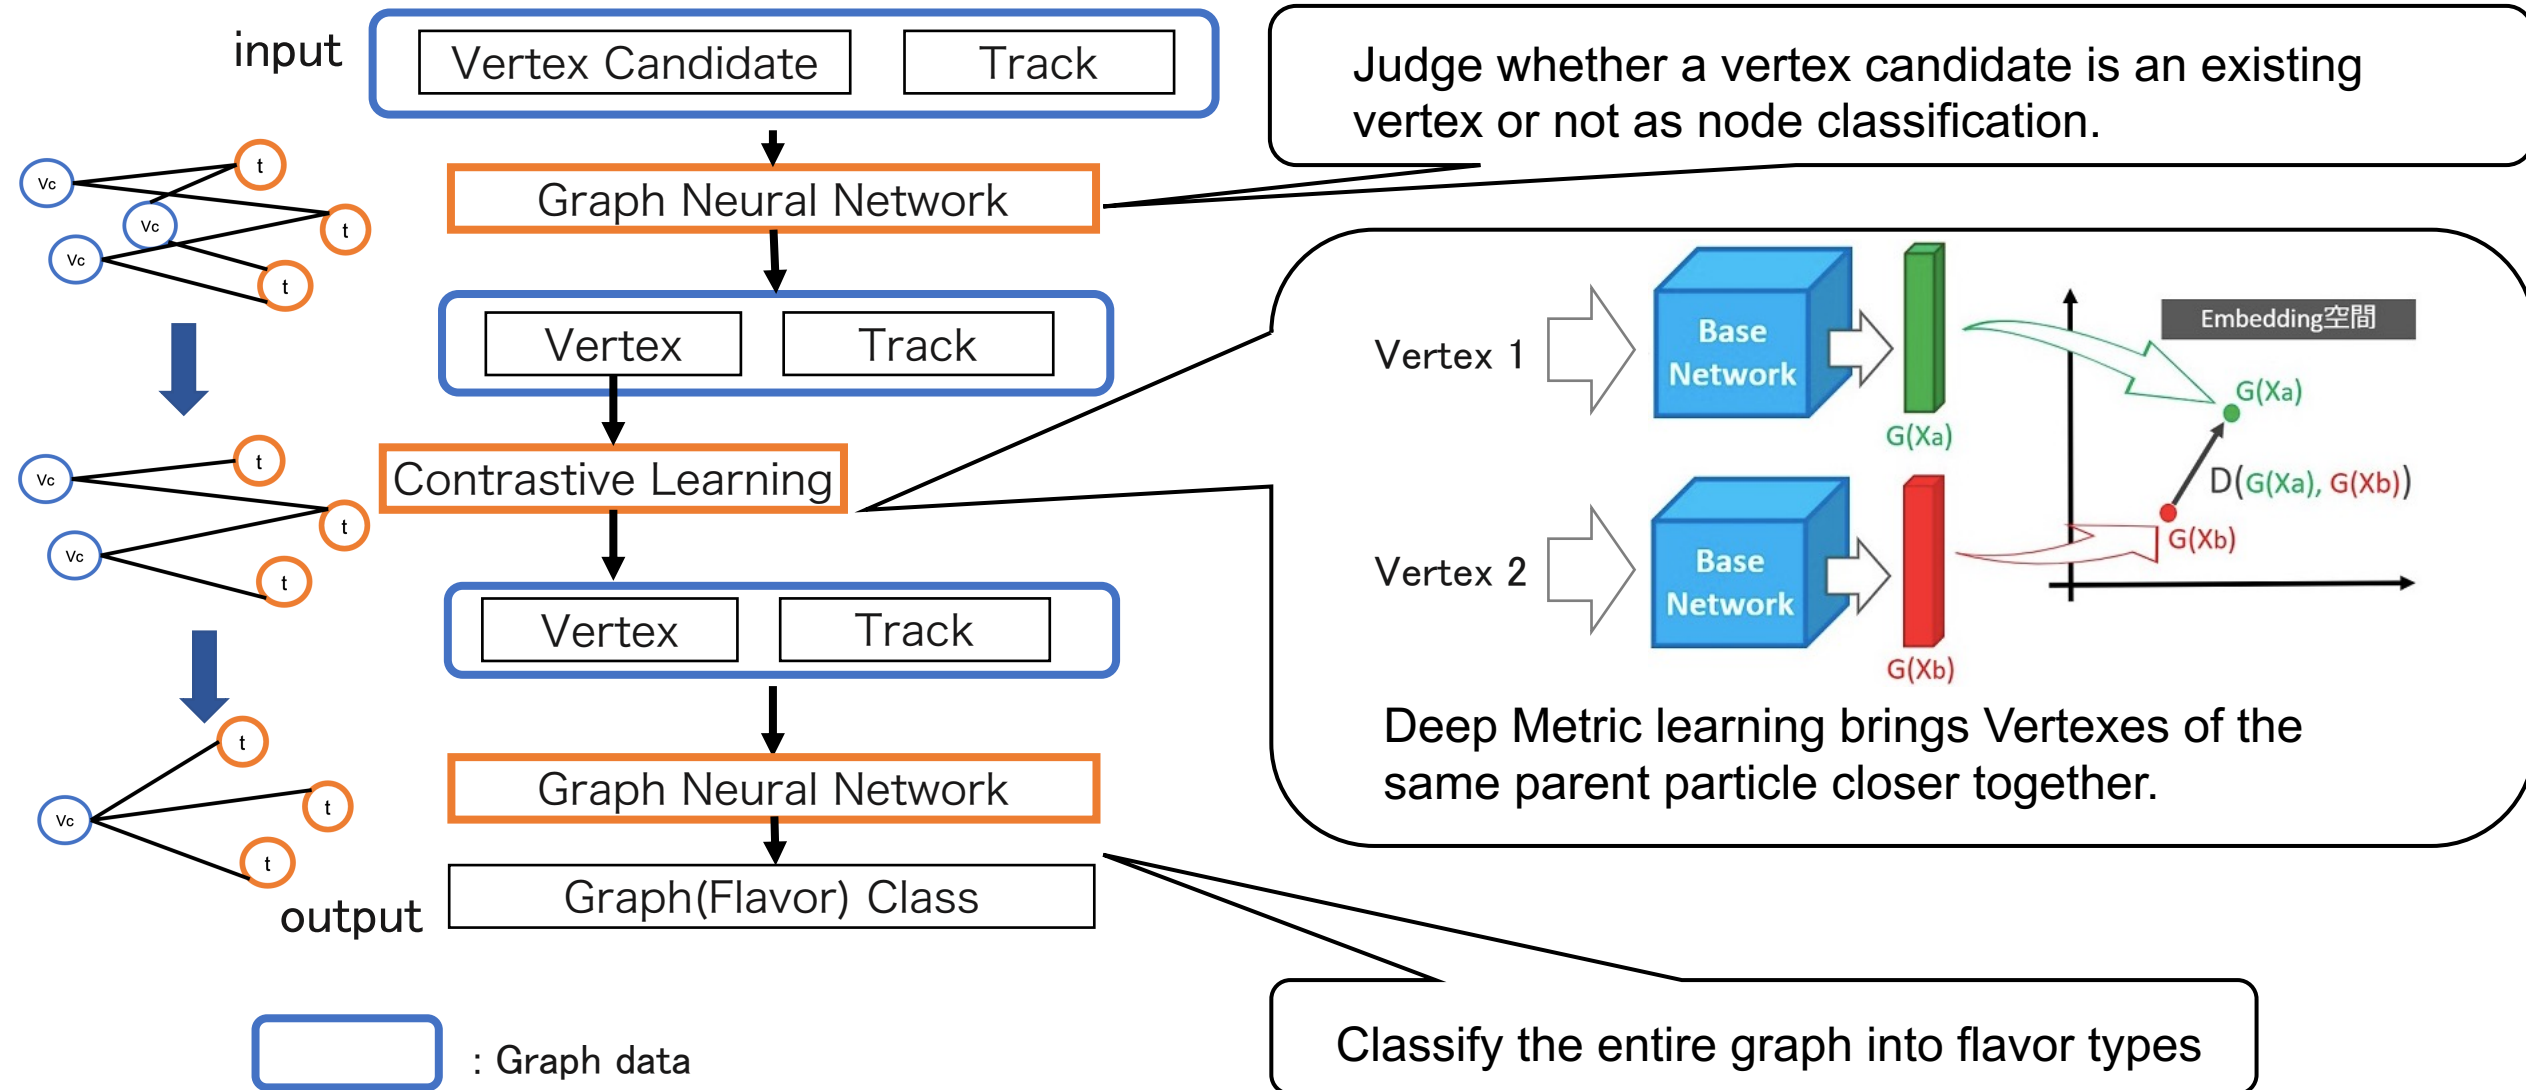 input
Vertex Candidate
Track
Judge whether a vertex candidate is an existing
vertex or not as node classification.
Vc
t
Vc
t
Vc
t
Graph Neural Network
Vertex
Track
Vertex 1
Base
Network
G(Xa)
Embedding空間
G(Xa)
D(G(Xa), G(Xb))
G(Xb)
Vertex 2
Base
Network
G(Xb)
Deep Metric learning brings Vertexes of the
same parent particle closer together.
Vc
t
t
Vc
t
Contrastive Learning
Vertex
Track
t
Vc
t
t
Graph Neural Network
output
Graph(Flavor) Class
Classify the entire graph into flavor types
: Graph data